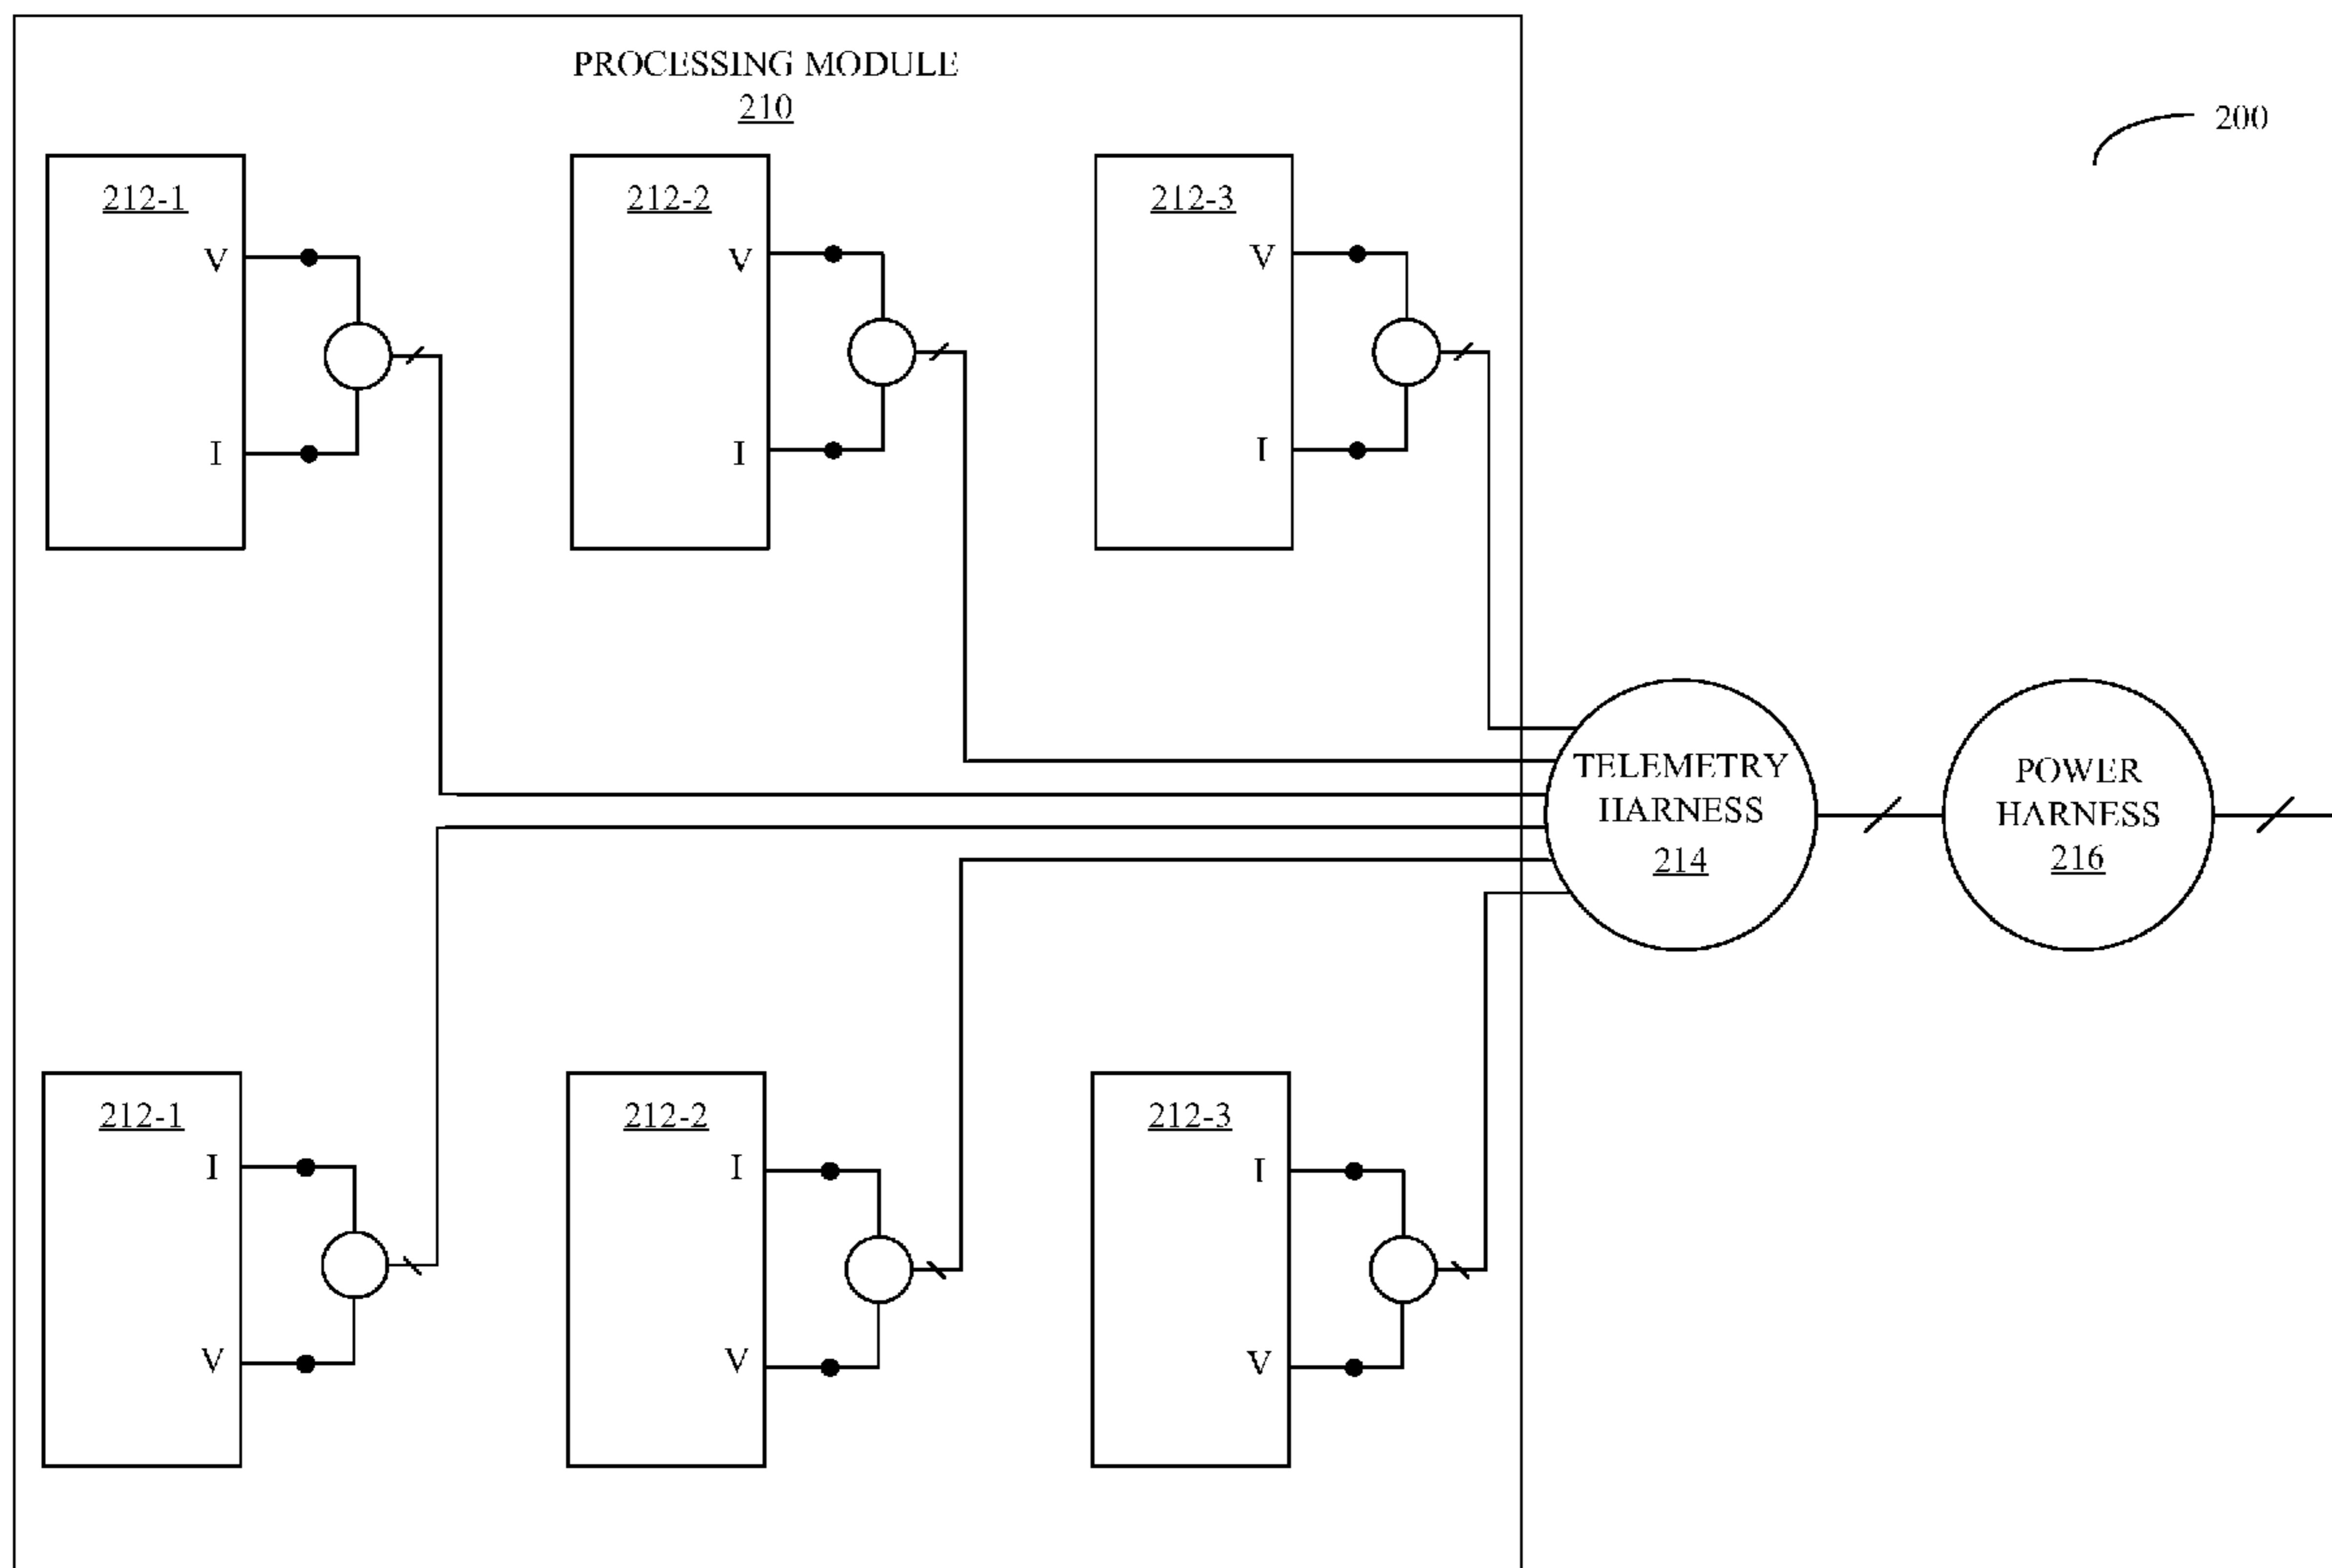 PROCESSING MODULE
210
200
212-1
V
I
212-2
V
I
212-3
V
I
TELEMETRY
HARNESS
214
POWER
HARNESS
216
212-1
I
V
212-2
I
V
212-3
I
V